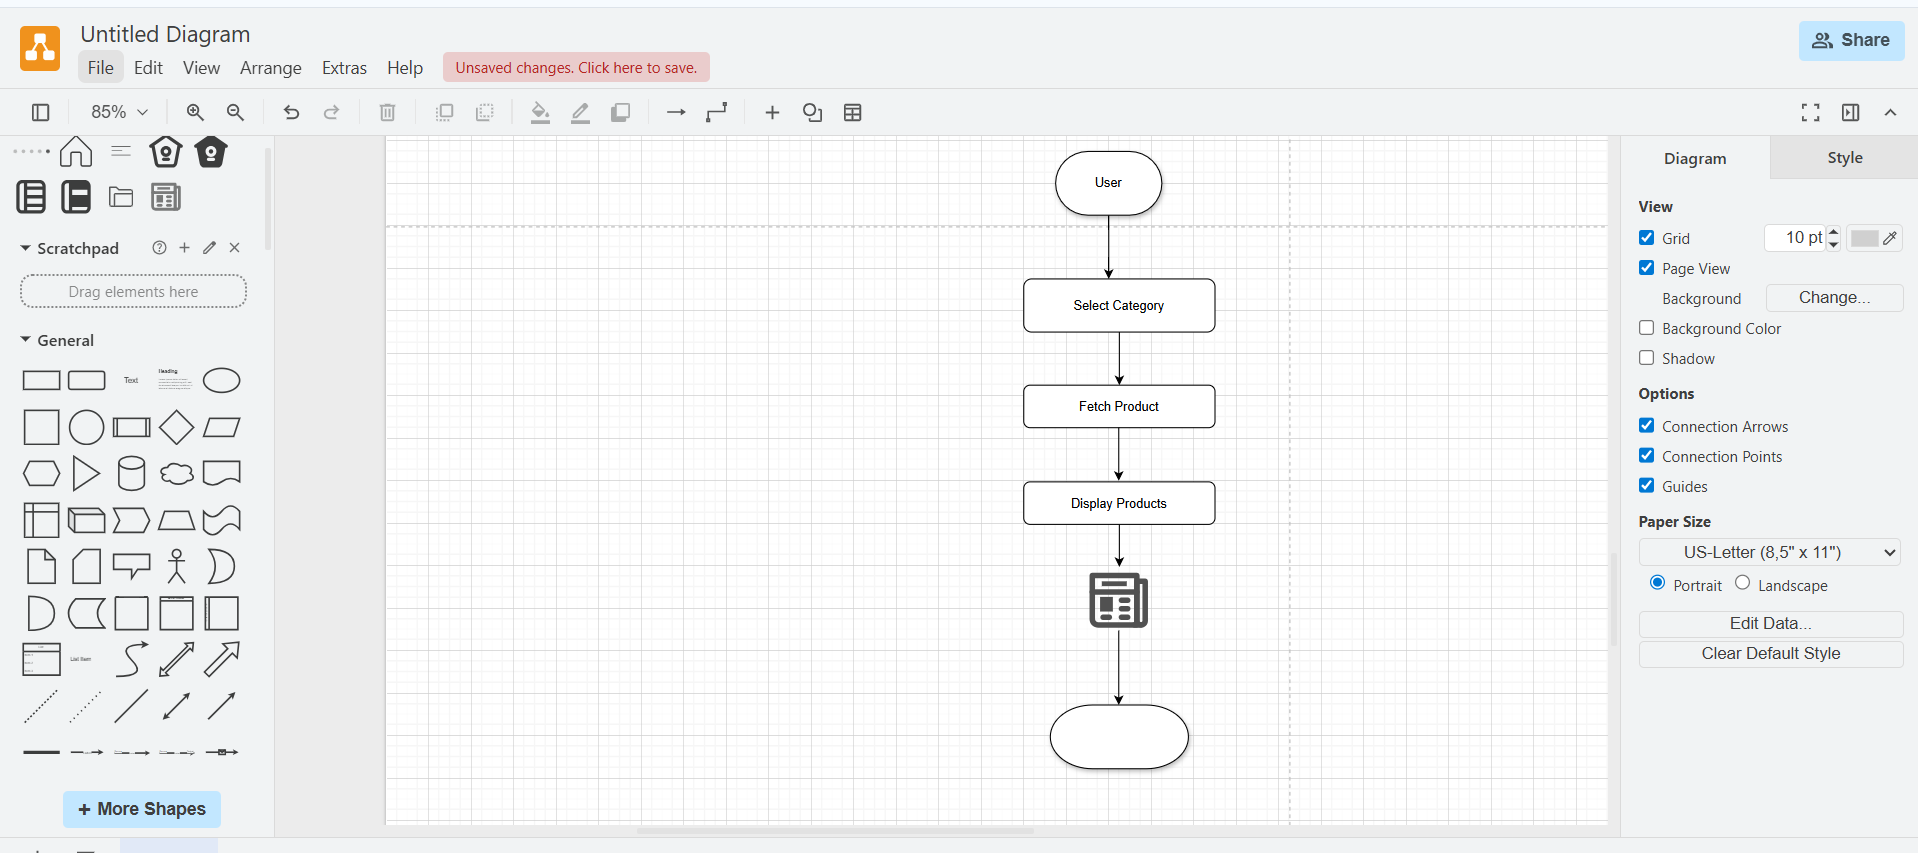 Untitled Diagram
Share
File Edit View Arrange Extras Help Unsaved changes. Click here to save.
85%
Scratchpad
Drag elements here
General
Text
Heading
List Item
+ More Shapes
User
Select Category
Fetch Product
Display Products
Diagram Style
View
Grid 10 pt
Page View
Background Change...
Background Color
Shadow
Options
Connection Arrows
Connection Points
Guides
Paper Size
US-Letter (8,5" x 11")
Portrait Landscape
Edit Data...
Clear Default Style